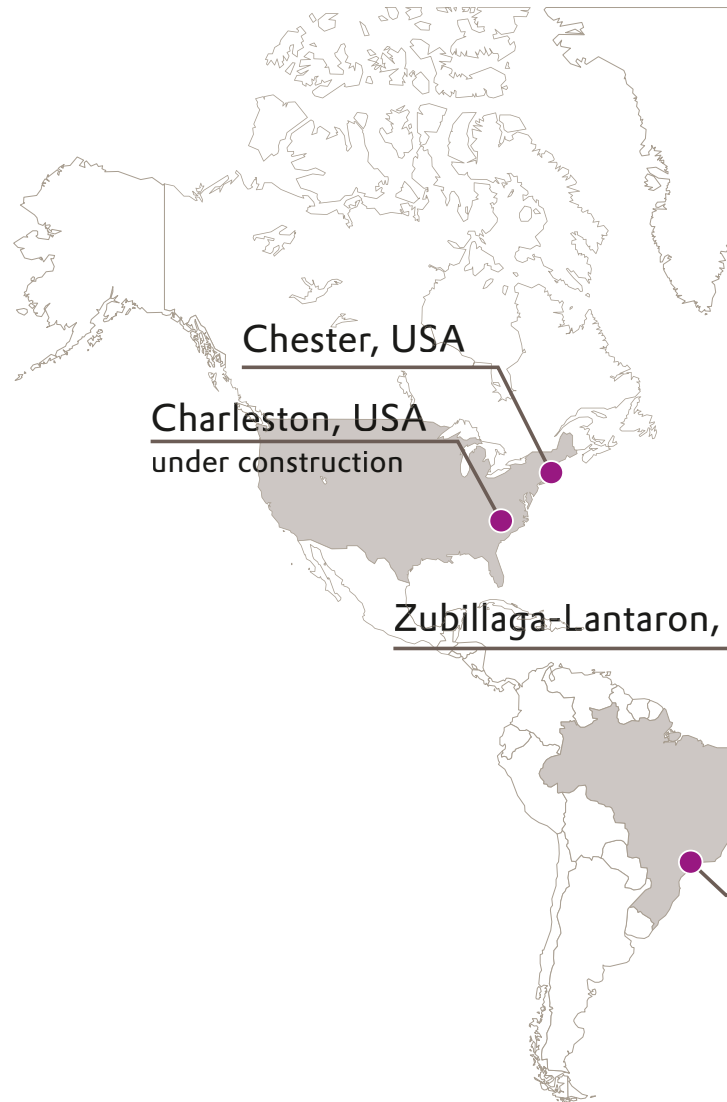 Chester, USA
Charleston, USA
under construction
Zubillaga-Lantaron,